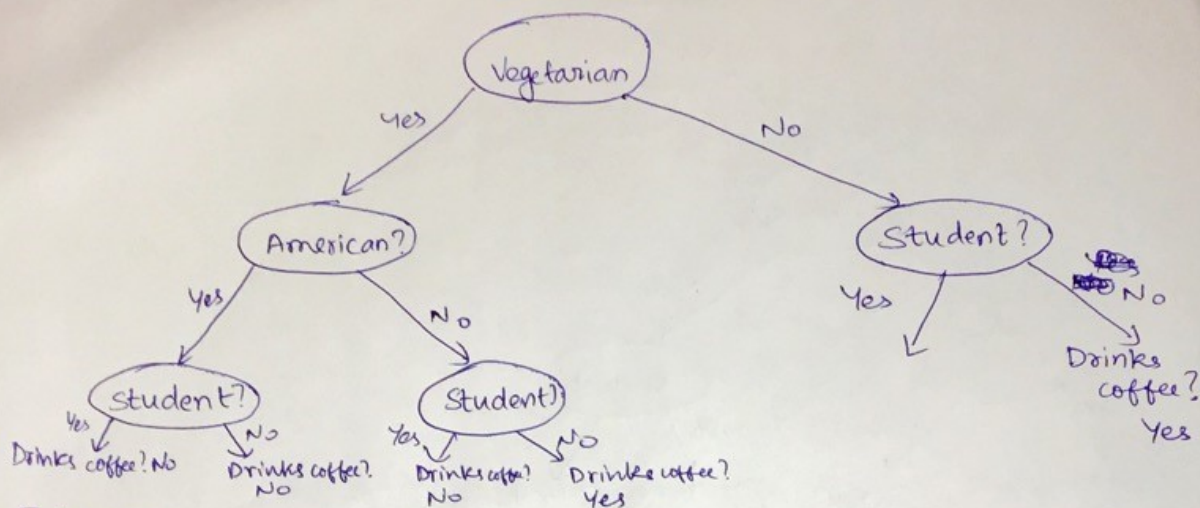 Vegetarian
Yes
No
American?
Student?
Yes
No
Yes
No
Student?
Student?
Drinks
coffee?
Yes
Yes
No
Yes
No
Drinks coffee? No
Drinks coffee?
No
Drinks coffee?
No
Drinks coffee?
Yes